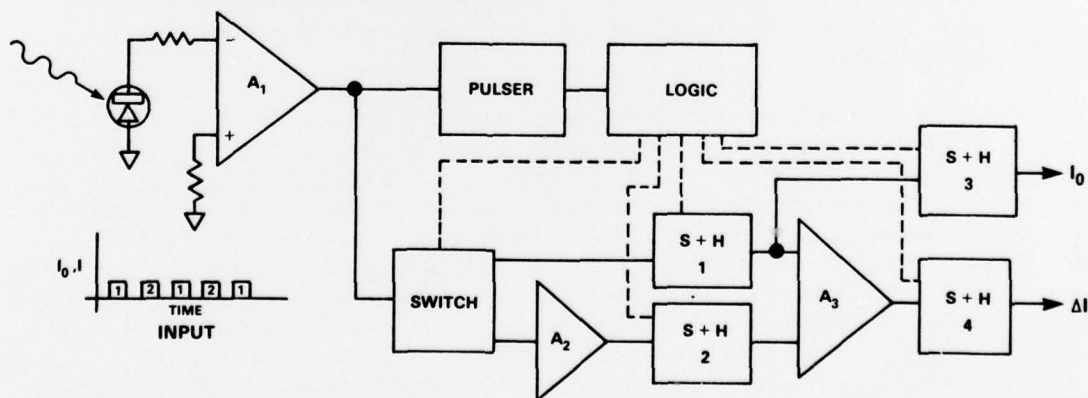 −
A1
+
PULSER
LOGIC
S + H
3
I0
S + H
1
SWITCH
A2
S + H
2
A3
S + H
4
ΔI
I0, I
1 2 1 2 1
TIME
INPUT